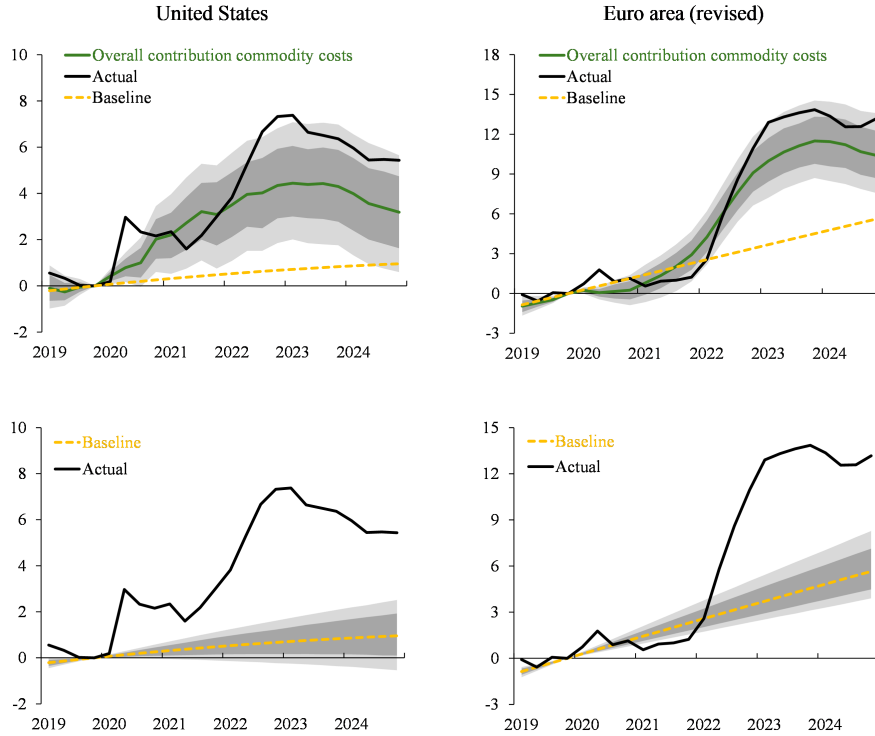 United States
Overall contribution commodity costs
Actual
Baseline
10
8
6
4
2
0
-2
2019 2020 2021 2022 2023 2024
Euro area (revised)
Overall contribution commodity costs
Actual
Baseline
18
15
12
9
6
3
0
-3
2019 2020 2021 2022 2023 2024
Baseline
Actual
10
8
6
4
2
0
-2
2019 2020 2021 2022 2023 2024
Baseline
Actual
15
12
9
6
3
0
-3
2019 2020 2021 2022 2023 2024